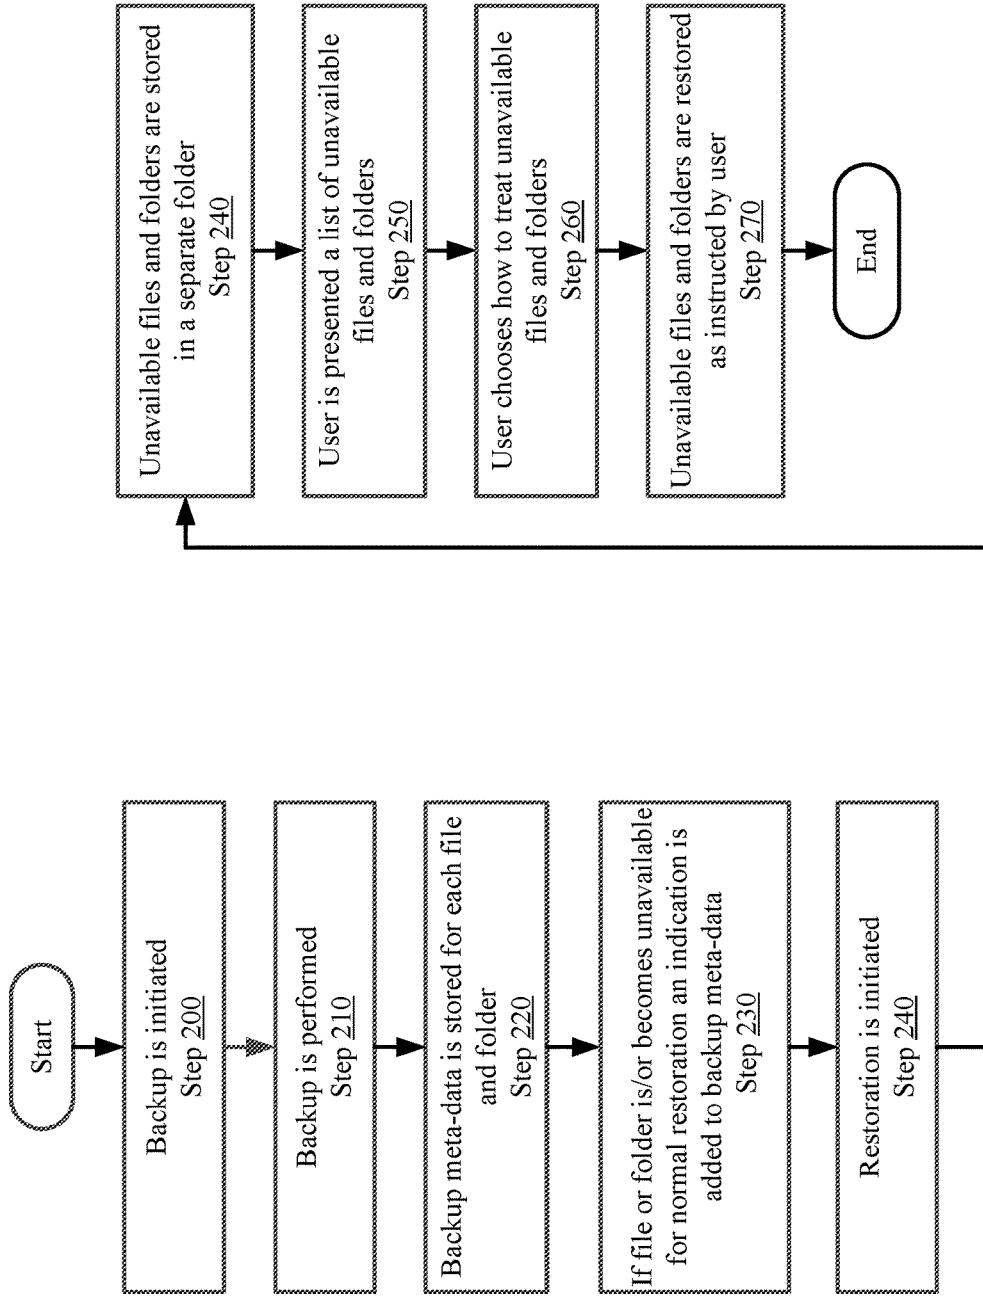 Start
Backup is initiated
Step 200
Backup is performed
Step 210
Backup meta-data is stored for each file
and folder
Step 220
If file or folder is/or becomes unavailable
for normal restoration an indication is
added to backup meta-data
Step 230
Restoration is initiated
Step 240
Unavailable files and folders are stored
in a separate folder
Step 240
User is presented a list of unavailable
files and folders
Step 250
User chooses how to treat unavailable
files and folders
Step 260
Unavailable files and folders are restored
as instructed by user
Step 270
End